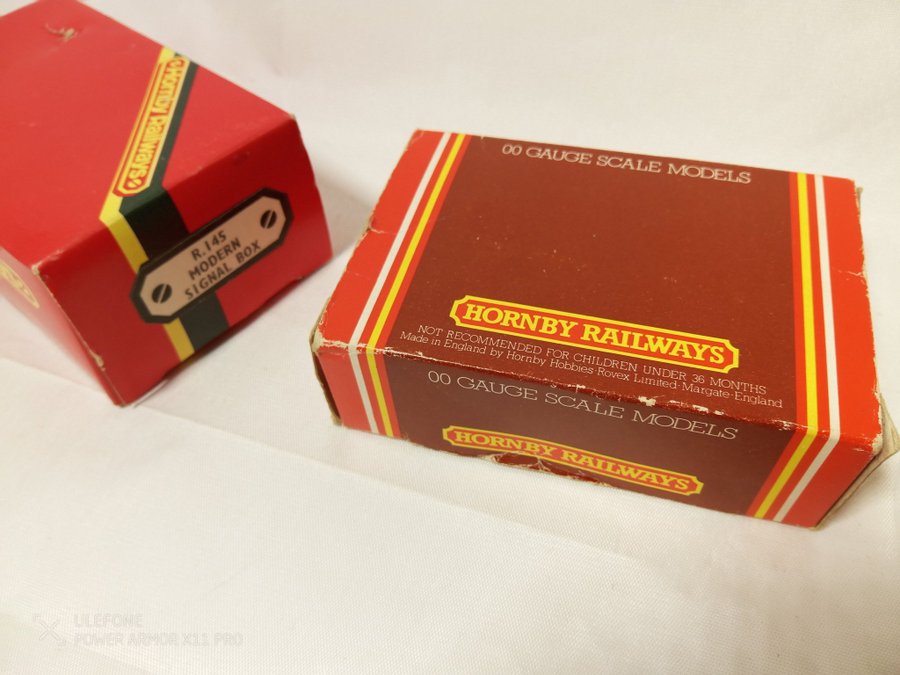 Hornby Railways
R.145
MODERN
SIGNAL BOX
00 GAUGE SCALE MODELS
HORNBY RAILWAYS
NOT RECOMMENDED FOR CHILDREN UNDER 36 MONTHS
Made in England by Hornby Hobbies·Rovex Limited·Margate·England
00 GAUGE SCALE MODELS
HORNBY RAILWAYS
ULEFONE
POWER ARMOR X11 PRO